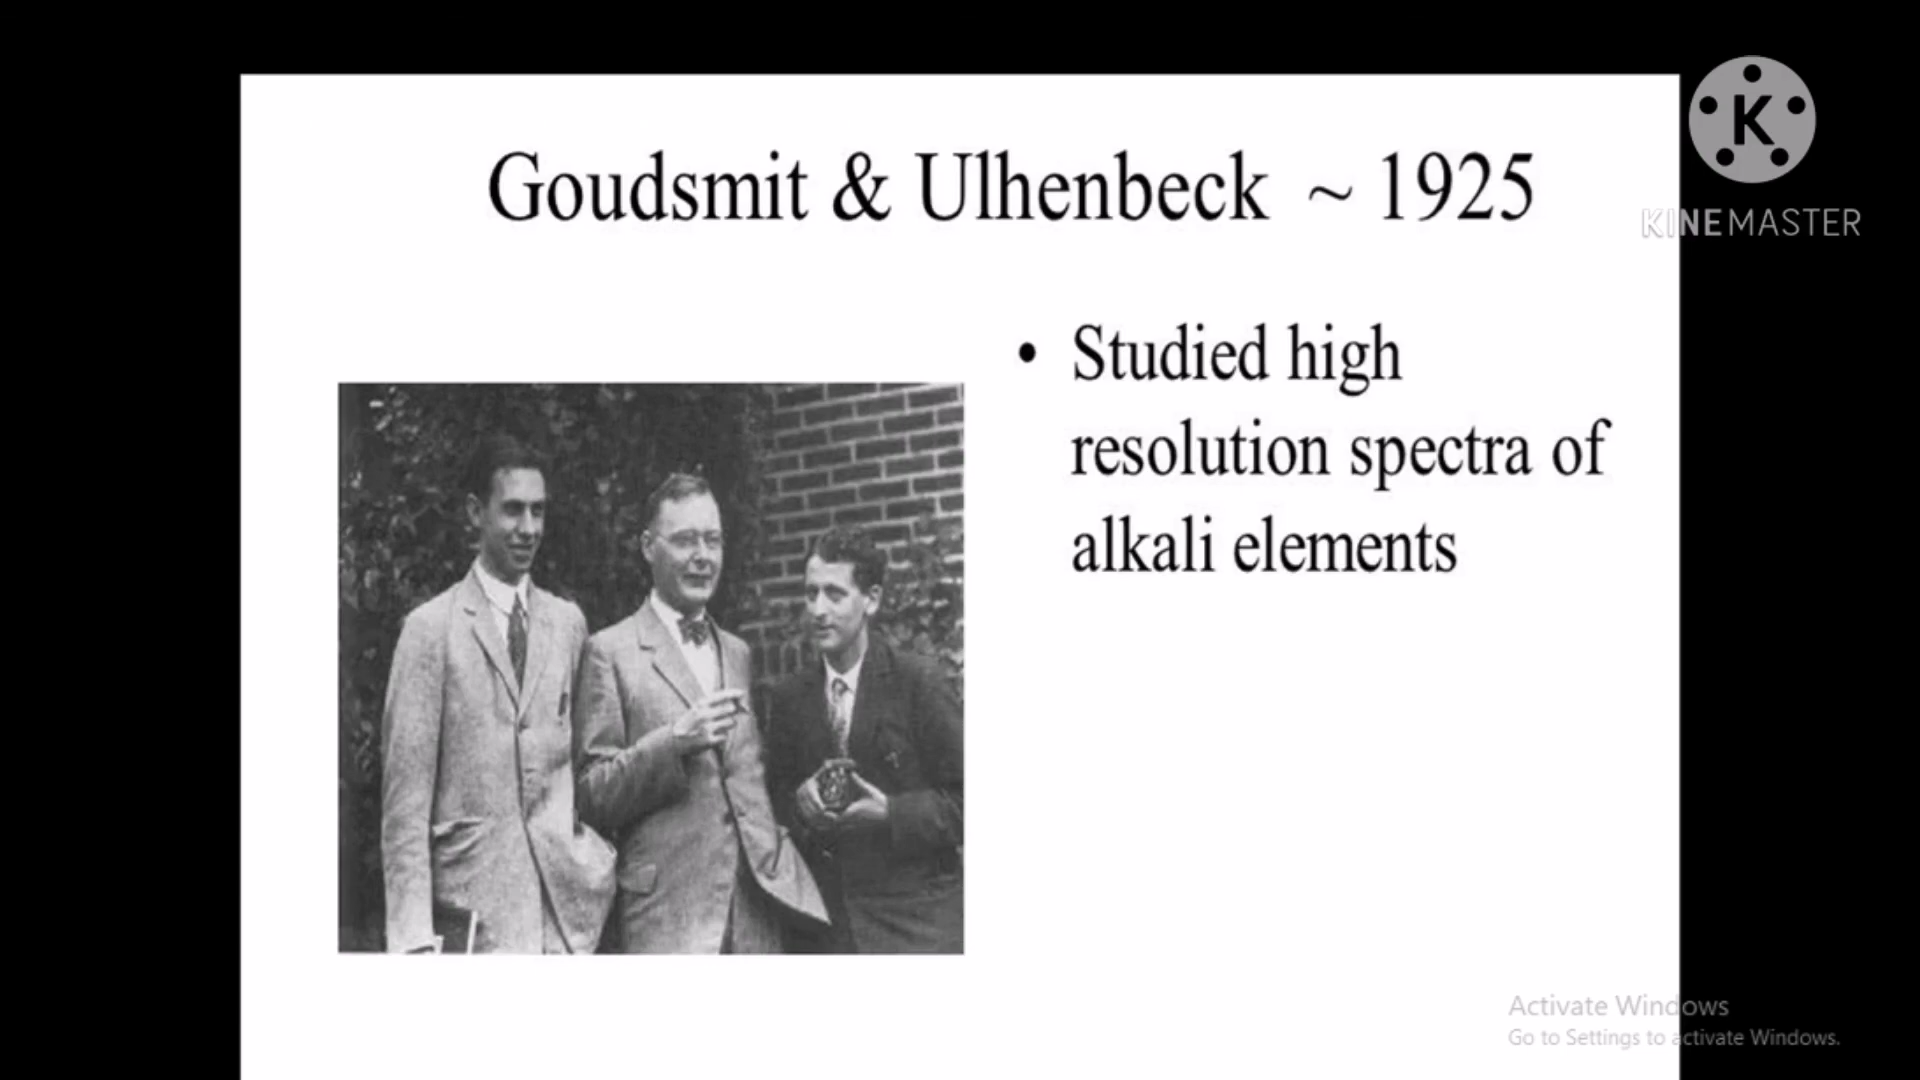 Goudsmit & Ulhenbeck ~ 1925
K
KINEMASTER
• Studied high
resolution spectra of
alkali elements
Activate Windows
Go to Settings to activate Windows.